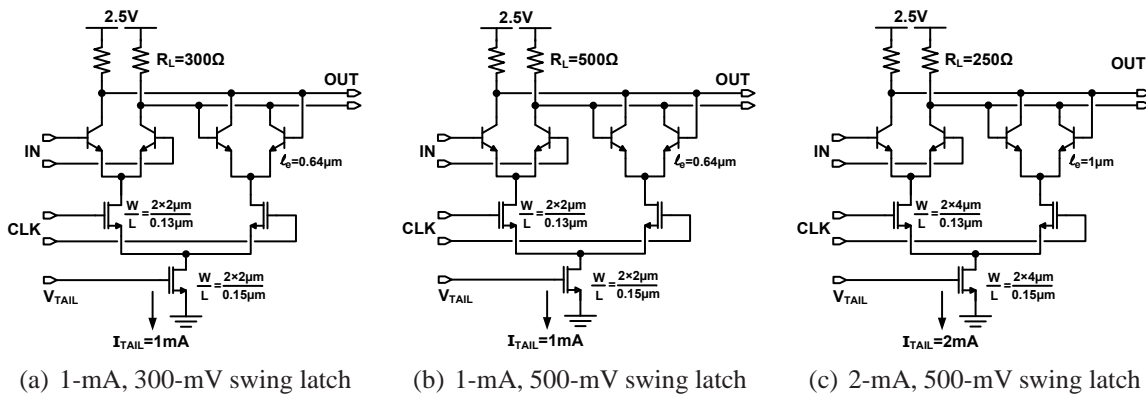 2.5V
R_L=300Ω
OUT
IN
ℓ_e=0.64μm
W/L = 2×2μm/0.13μm
CLK
W/L = 2×2μm/0.15μm
V_TAIL
I_TAIL=1mA
(a) 1-mA, 300-mV swing latch
2.5V
R_L=500Ω
OUT
IN
ℓ_e=0.64μm
W/L = 2×2μm/0.13μm
CLK
W/L = 2×2μm/0.15μm
V_TAIL
I_TAIL=1mA
(b) 1-mA, 500-mV swing latch
2.5V
R_L=250Ω
OUT
IN
ℓ_e=1μm
W/L = 2×4μm/0.13μm
CLK
W/L = 2×4μm/0.15μm
V_TAIL
I_TAIL=2mA
(c) 2-mA, 500-mV swing latch